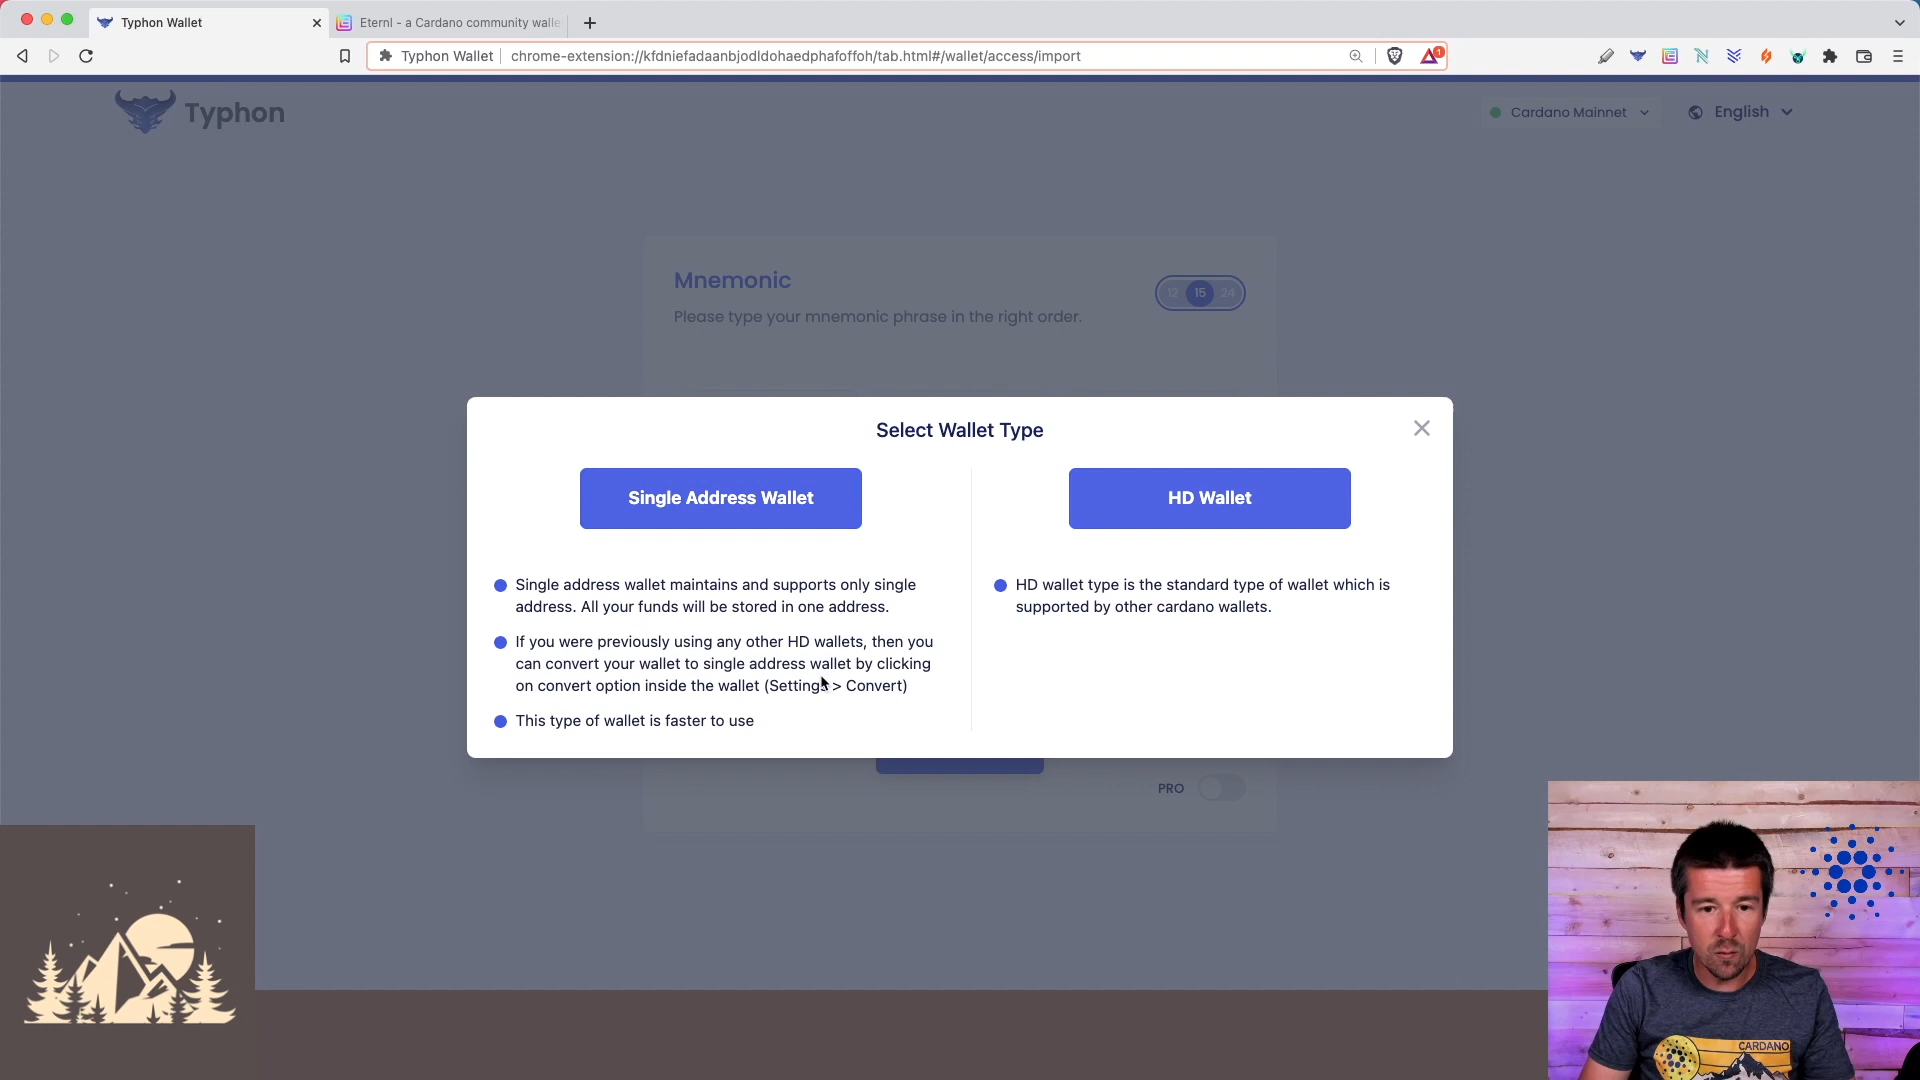 Typhon Wallet
Eternl - a Cardano community walle
Typhon Wallet
chrome-extension://kfdniefadaanbjodldohaedphafoffoh/tab.html#/wallet/access/import
1
Typhon
Cardano Mainnet
English
Mnemonic
12 15 24
Please type your mnemonic phrase in the right order.
Select Wallet Type
Single Address Wallet
Single address wallet maintains and supports only single
address. All your funds will be stored in one address.
If you were previously using any other HD wallets, then you
can convert your wallet to single address wallet by clicking
on convert option inside the wallet (Settings > Convert)
This type of wallet is faster to use
HD Wallet
HD wallet type is the standard type of wallet which is
supported by other cardano wallets.
PRO
CARDANO